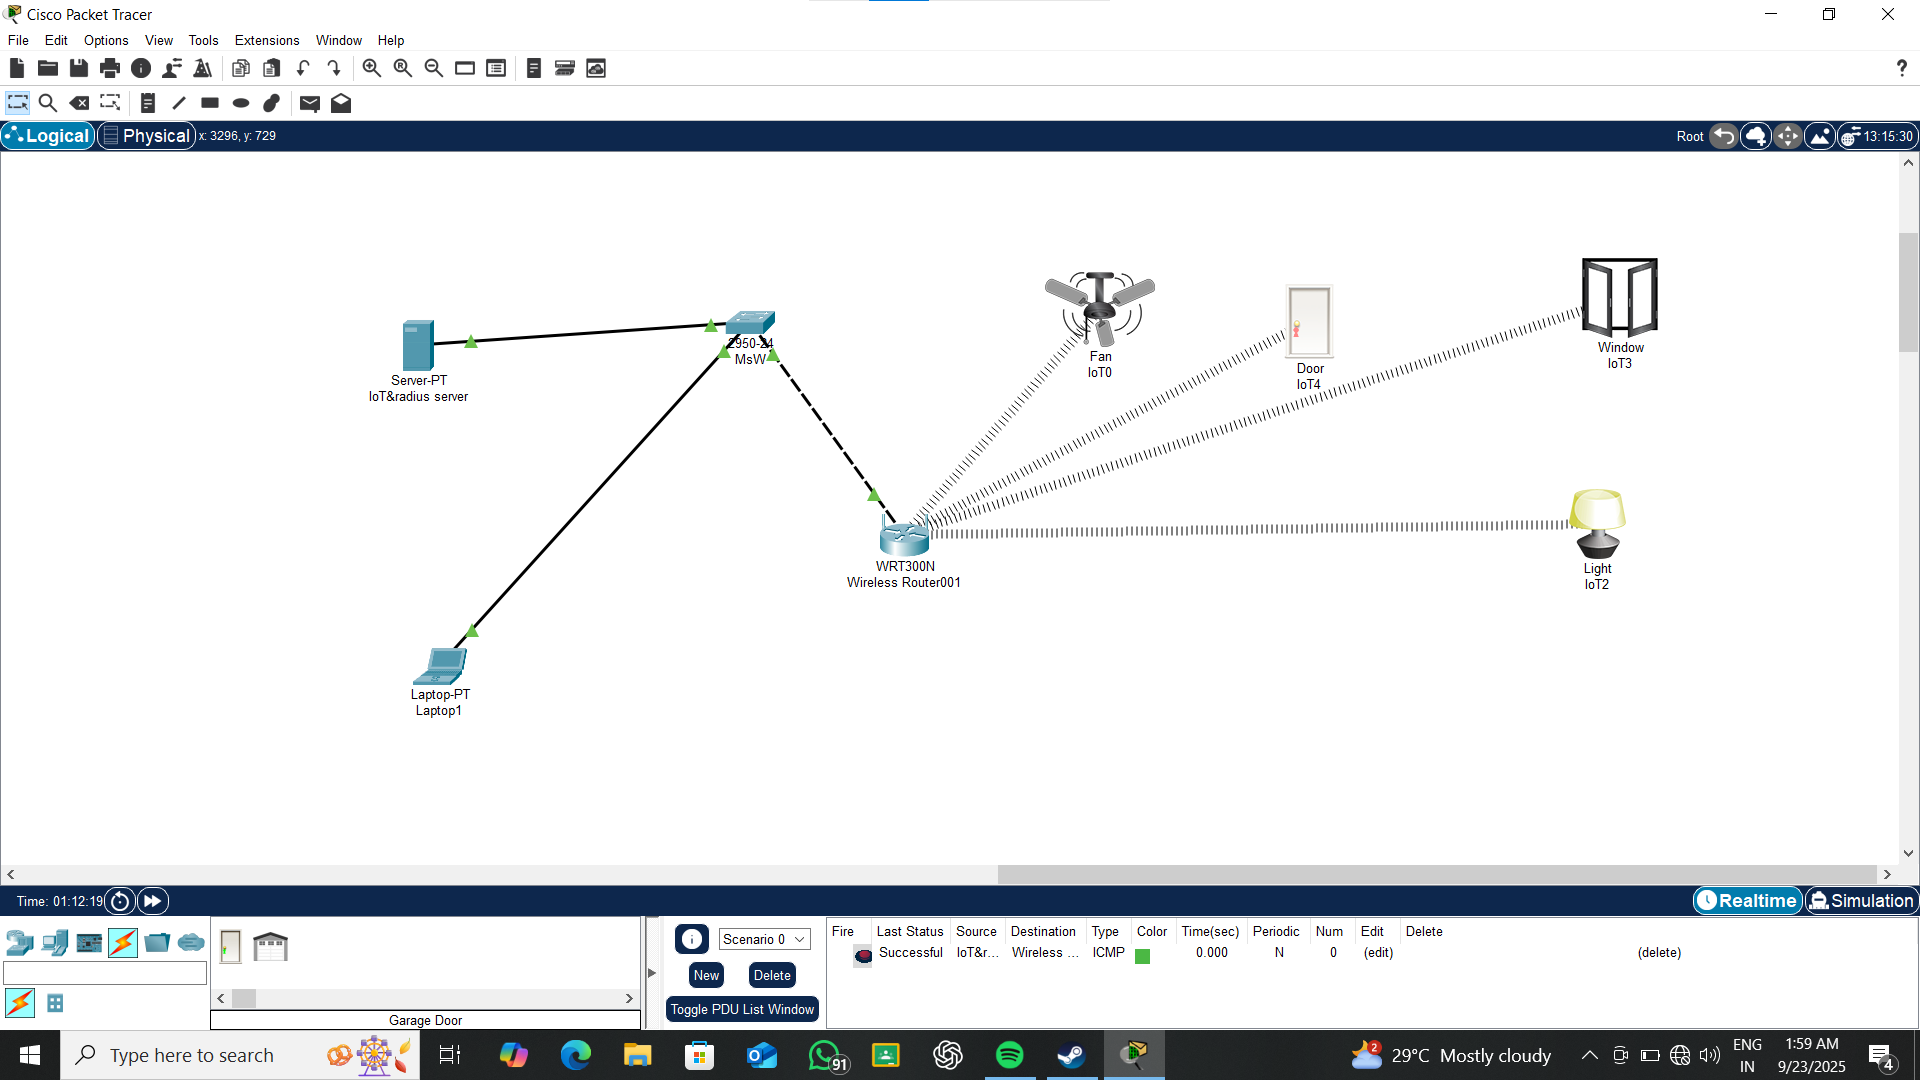 Cisco Packet Tracer
File Edit Options View Tools Extensions Window Help
?
Logical Physical x: 3296, y: 729
Root 13:15:30
Server-PT
IoT&radius server
2950-24
MsW
Fan
IoT0
Door
IoT4
Window
IoT3
WRT300N
Wireless Router001
Light
IoT2
Laptop-PT
Laptop1
Time: 01:12:19
Realtime Simulation
Scenario 0
New Delete
Toggle PDU List Window
Fire Last Status Source Destination Type Color Time(sec) Periodic Num Edit Delete
Successful IoT&r... Wireless ... ICMP 0.000 N 0 (edit) (delete)
Garage Door
Type here to search
91
2
29°C Mostly cloudy
ENG
IN
1:59 AM
9/23/2025
4